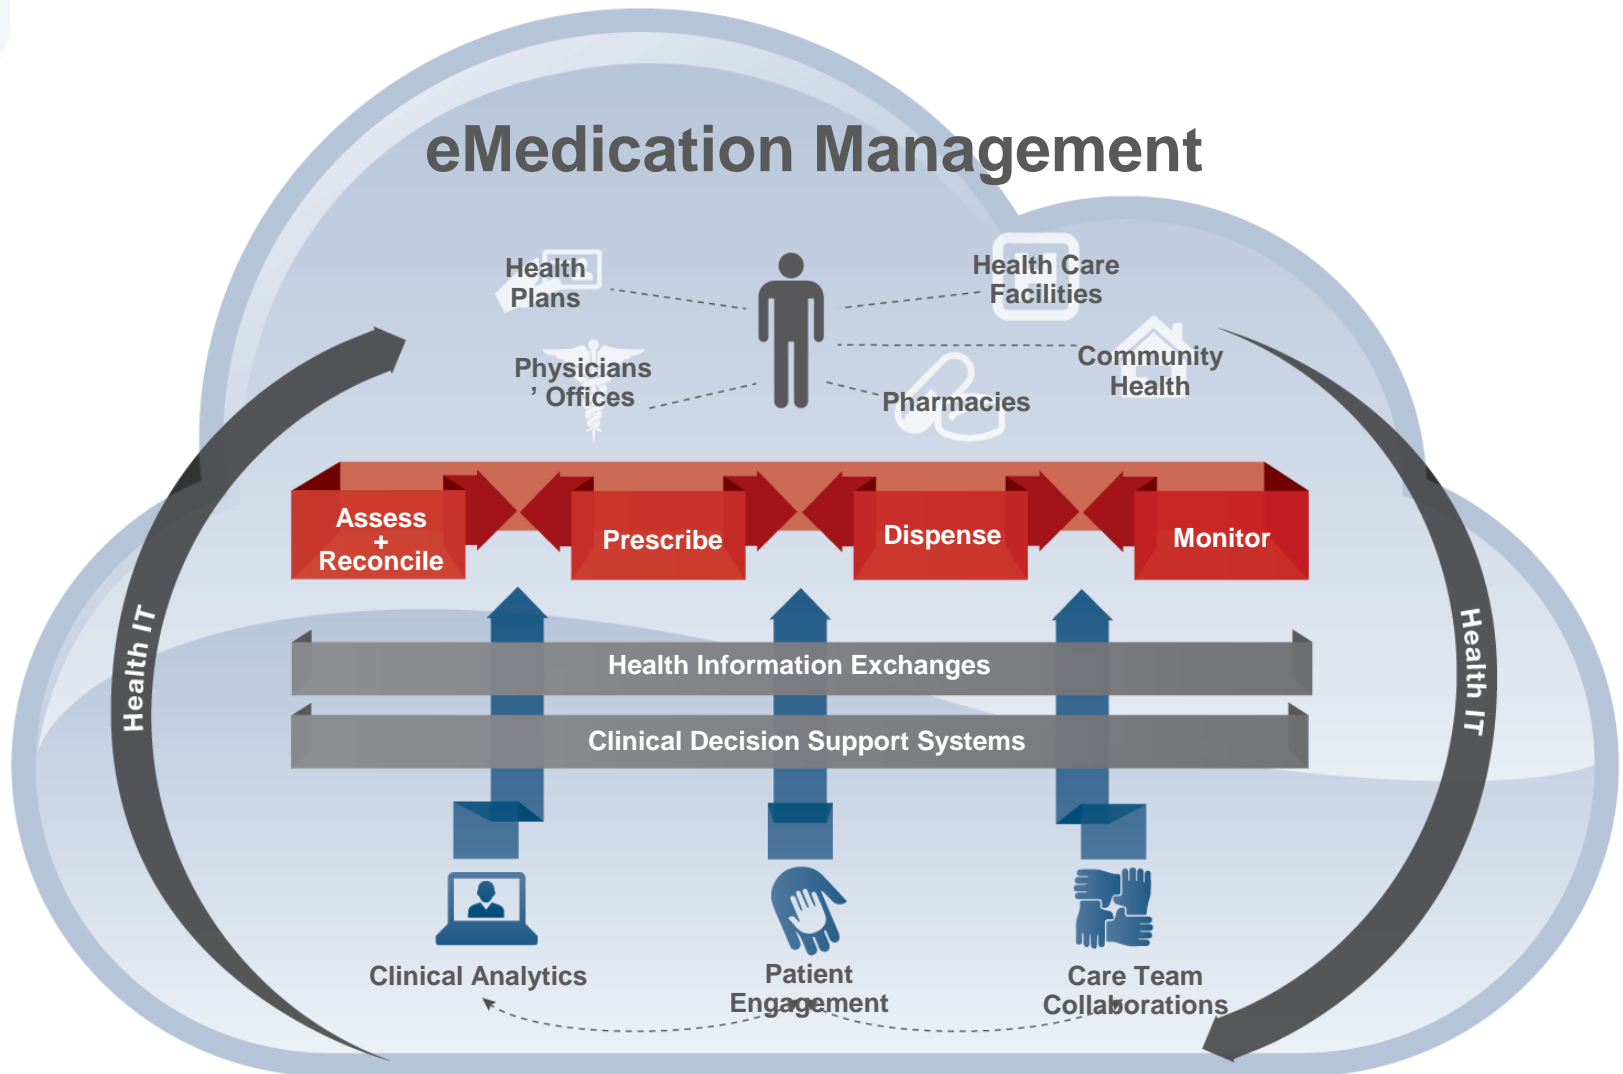 eMedication Management
Health
Plans
Health Care
Facilities
Physicians
’ Offices
Community
Health
Pharmacies
Assess
+
Reconcile
Prescribe
Dispense
Monitor
Health IT
Health IT
Health Information Exchanges
Clinical Decision Support Systems
Clinical Analytics
Patient
Engagement
Care Team
Collaborations